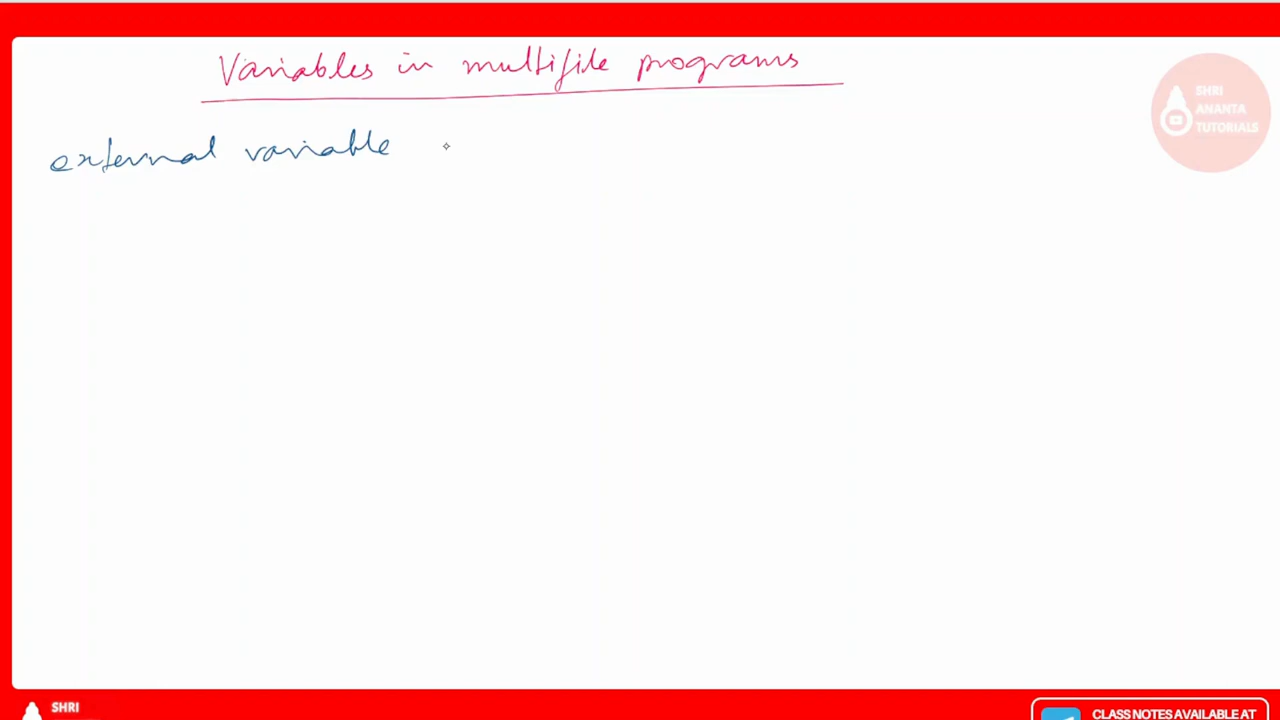 Variables in multifile programs
external variable
SHRI
ANANTA
TUTORIALS
SHRI
CLASS NOTES AVAILABLE AT